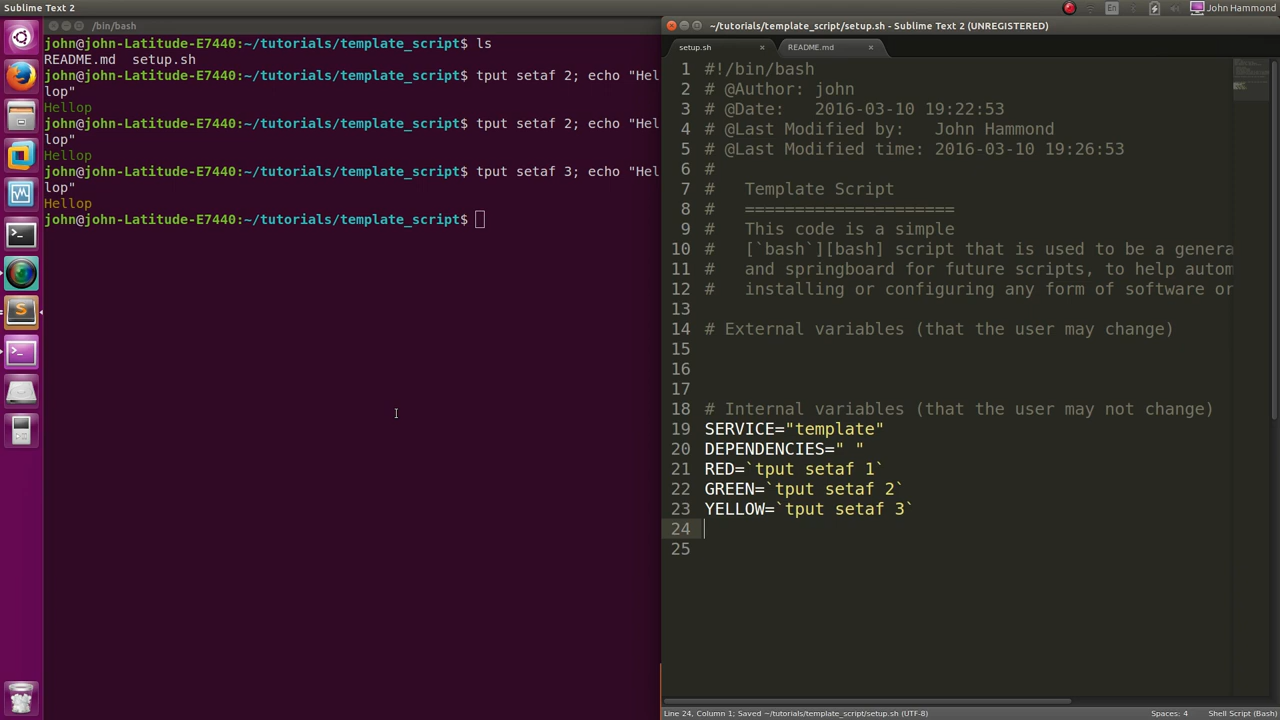 Sublime Text 2
En
John Hammond
/bin/bash
john@john-Latitude-E7440:~/tutorials/template_script$ ls
README.md  setup.sh
john@john-Latitude-E7440:~/tutorials/template_script$ tput setaf 2; echo "Hel
lop"
Hellop
john@john-Latitude-E7440:~/tutorials/template_script$ tput setaf 2; echo "Hel
lop"
Hellop
john@john-Latitude-E7440:~/tutorials/template_script$ tput setaf 3; echo "Hel
lop"
Hellop
john@john-Latitude-E7440:~/tutorials/template_script$
~/tutorials/template_script/setup.sh - Sublime Text 2 (UNREGISTERED)
setup.sh
README.md
1 #!/bin/bash
2 # @Author: john
3 # @Date:   2016-03-10 19:22:53
4 # @Last Modified by:   John Hammond
5 # @Last Modified time: 2016-03-10 19:26:53
6 #
7 #   Template Script
8 #   =====================
9 #   This code is a simple
10 #   [`bash`][bash] script that is used to be a genera
11 #   and springboard for future scripts, to help autom
12 #   installing or configuring any form of software or
13
14 # External variables (that the user may change)
15
16
17
18 # Internal variables (that the user may not change)
19 SERVICE="template"
20 DEPENDENCIES=" "
21 RED=`tput setaf 1`
22 GREEN=`tput setaf 2`
23 YELLOW=`tput setaf 3`
24
25
Line 24, Column 1; Saved ~/tutorials/template_script/setup.sh (UTF-8)
Spaces: 4
Shell Script (Bash)